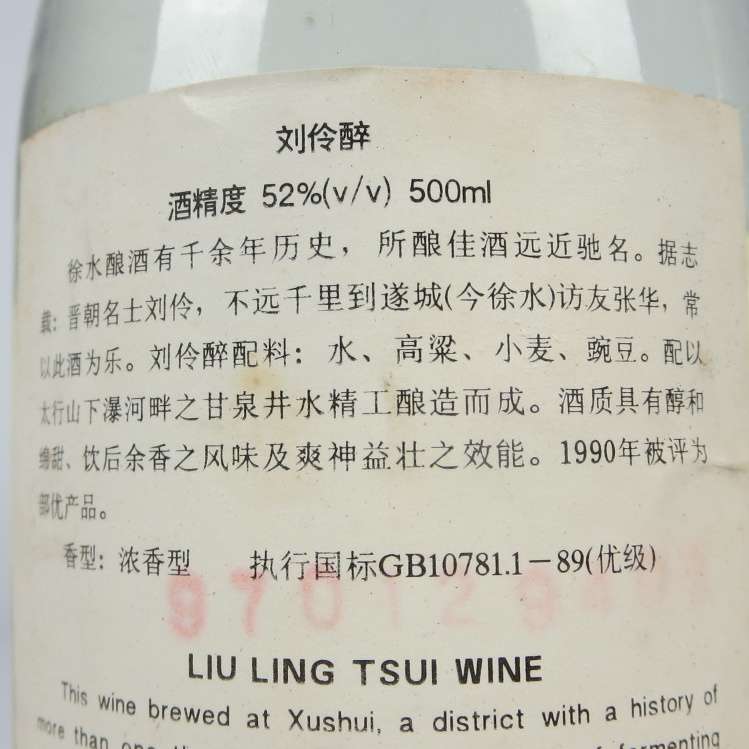 刘伶醉
酒精度 52%(v/v) 500ml
徐水酿酒有千余年历史，所酿佳酒远近驰名。据志
载：晋朝名士刘伶，不远千里到遂城(今徐水)访友张华，常
以此酒为乐。刘伶醉配料：水、高粱、小麦、豌豆。配以
太行山下瀑河畔之甘泉井水精工酿造而成。酒质具有醇和
绵甜、饮后余香之风味及爽神益壮之效能。1990年被评为
部优产品。
香型：浓香型 执行国标GB10781.1－89(优级)
970129
LIU LING TSUI WINE
This wine brewed at Xushui, a district with a history of
more than one fermenting